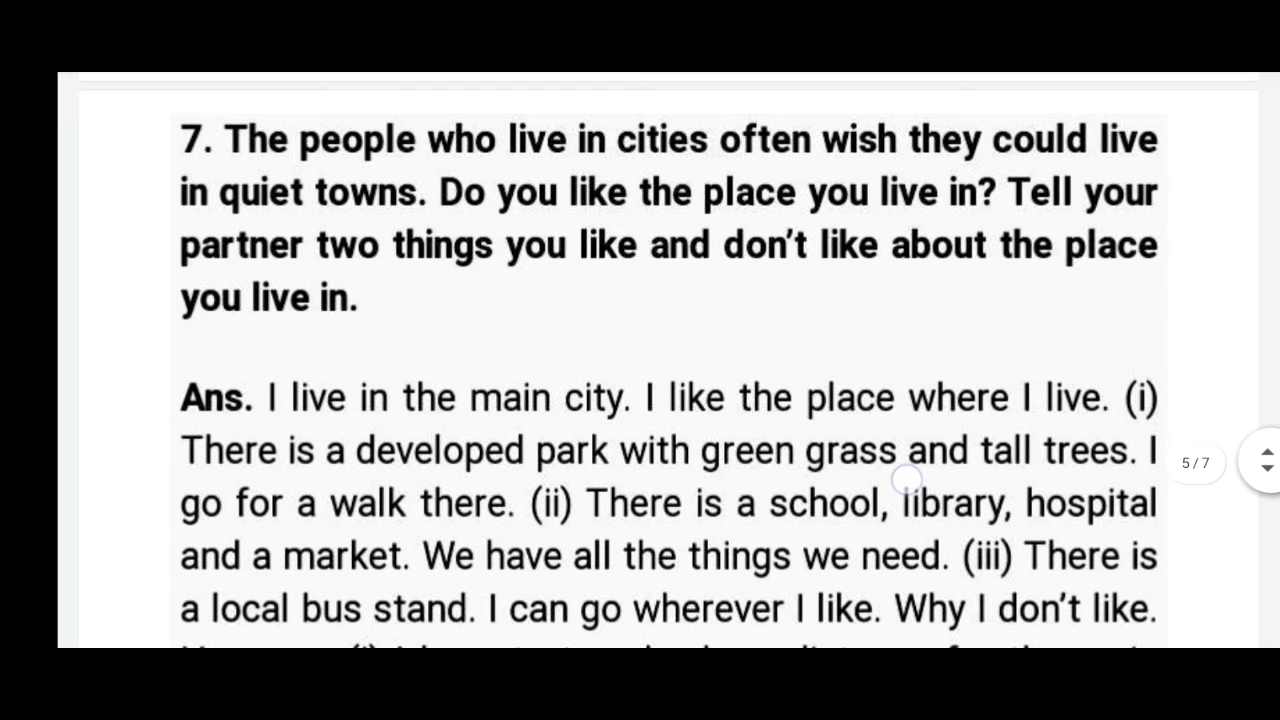 7. The people who live in cities often wish they could live
in quiet towns. Do you like the place you live in? Tell your
partner two things you like and don't like about the place
you live in.
Ans. I live in the main city. I like the place where I live. (i)
There is a developed park with green grass and tall trees. I
go for a walk there. (ii) There is a school, library, hospital
and a market. We have all the things we need. (iii) There is
a local bus stand. I can go wherever I like. Why I don't like.
5/7